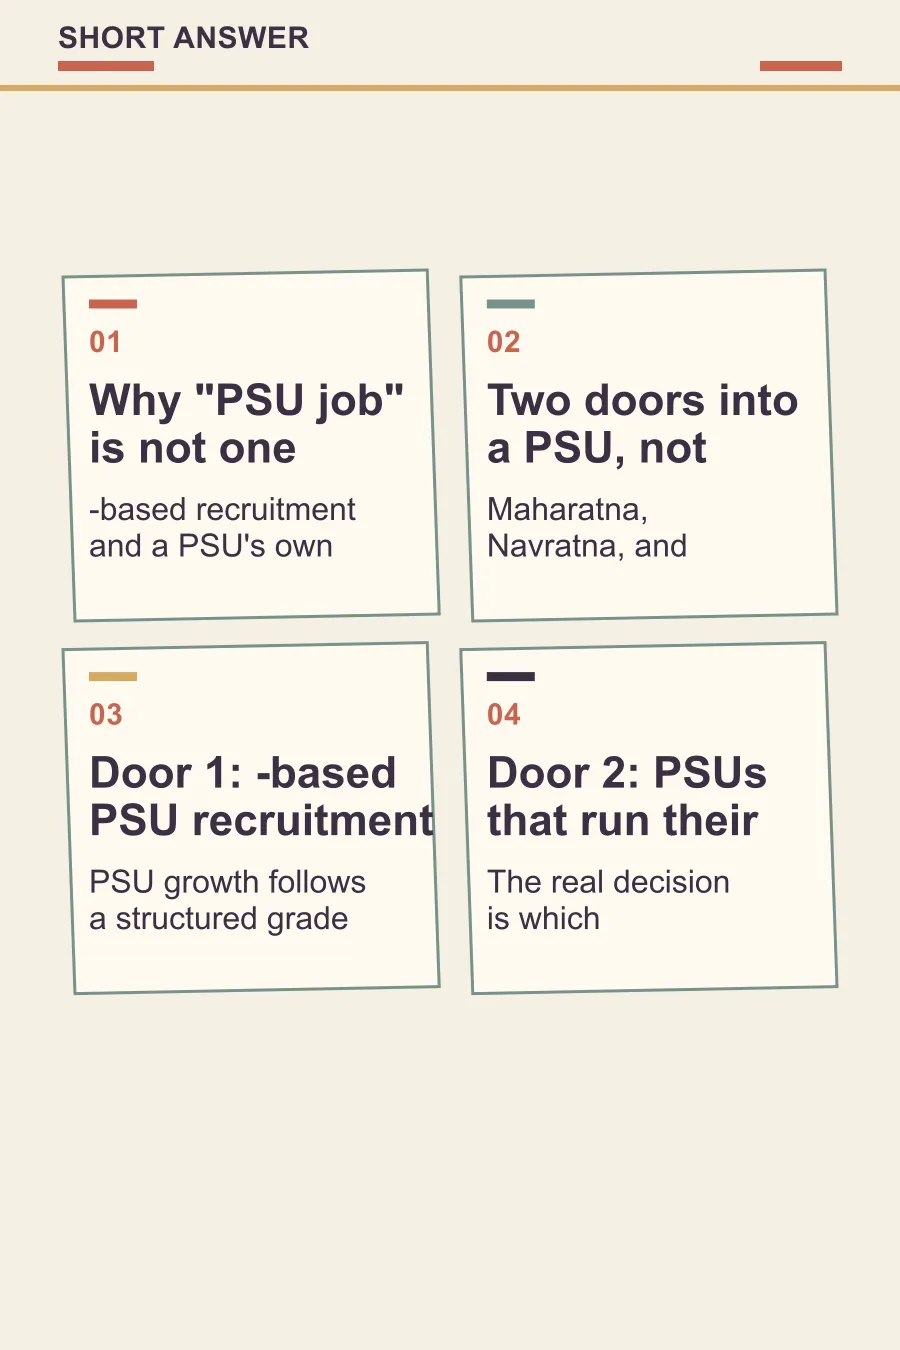 SHORT ANSWER
01
Why "PSU job"
is not one
-based recruitment
and a PSU's own
02
Two doors into
a PSU, not
Maharatna,
Navratna, and
03
Door 1: -based
PSU recruitment
PSU growth follows
a structured grade
04
Door 2: PSUs
that run their
The real decision
is which